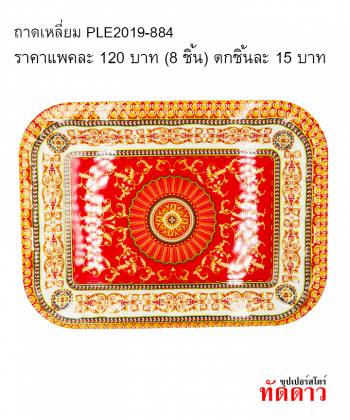 ถาดเหลี่ยม PLE2019-884
ราคาแพคละ 120 บาท (8 ชิ้น) ตกชิ้นละ 15 บาท
ซุปเปอร์สโตร์
ทัดดาว